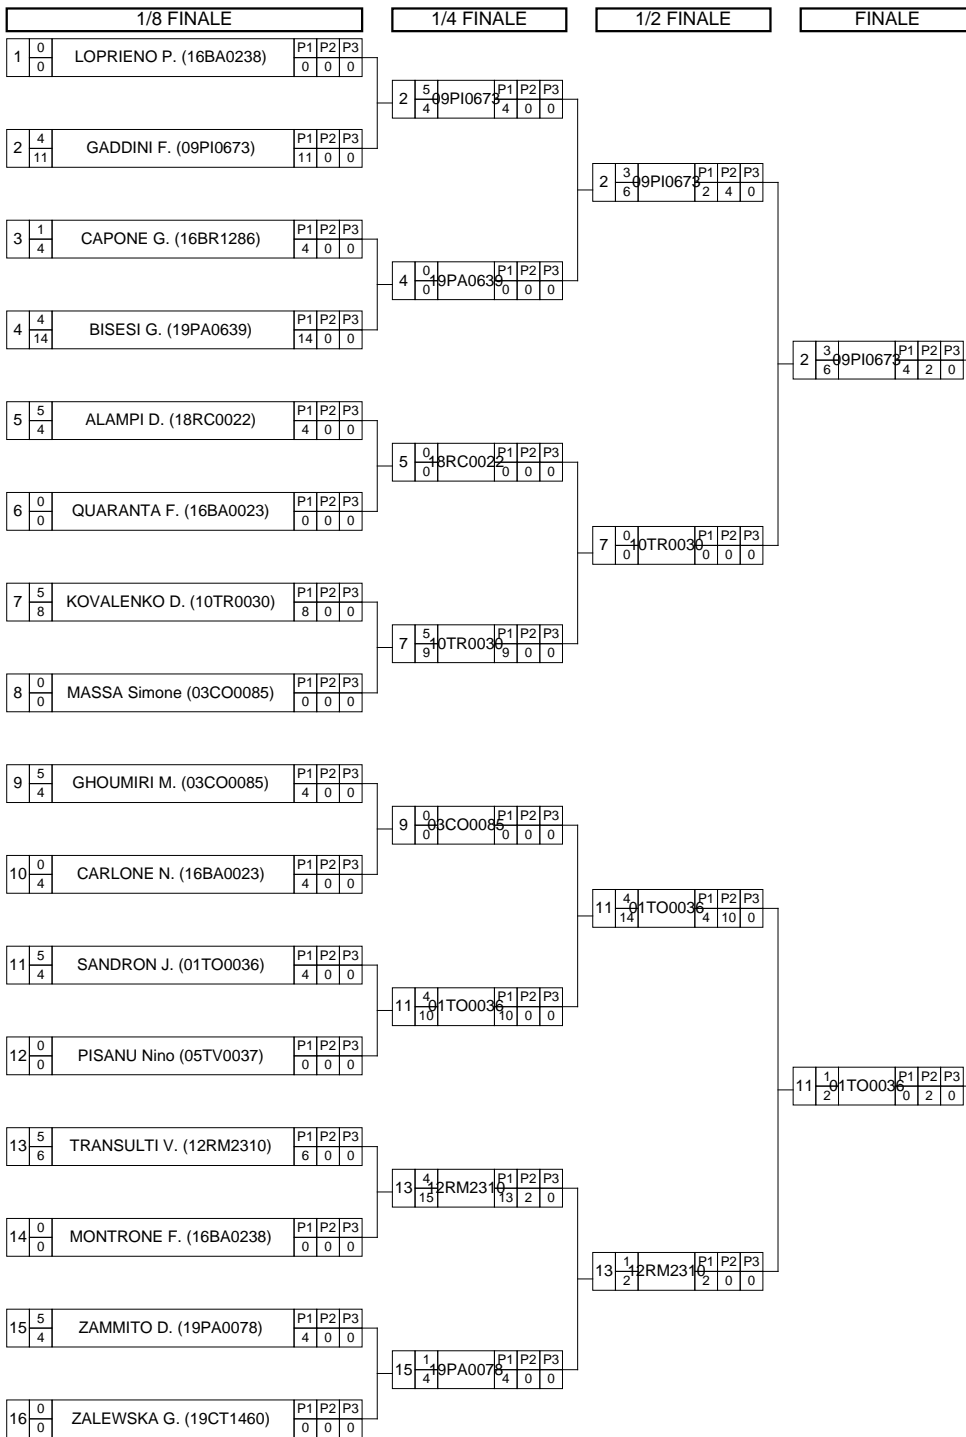 1/8 FINALE
1/4 FINALE
1/2 FINALE
FINALE
1 0 0 LOPRIENO P. (16BA0238) P1 P2 P3 0 0 0
2 5 4 09PI0673 P1 P2 P3 4 0 0
2 4 11 GADDINI F. (09PI0673) P1 P2 P3 11 0 0
2 3 6 09PI0673 P1 P2 P3 2 4 0
3 1 4 CAPONE G. (16BR1286) P1 P2 P3 4 0 0
4 0 0 19PA0639 P1 P2 P3 0 0 0
4 4 14 BISESI G. (19PA0639) P1 P2 P3 14 0 0
2 3 6 09PI0673 P1 P2 P3 4 2 0
5 5 4 ALAMPI D. (18RC0022) P1 P2 P3 4 0 0
5 0 0 18RC0022 P1 P2 P3 0 0 0
6 0 0 QUARANTA F. (16BA0023) P1 P2 P3 0 0 0
7 0 0 10TR0030 P1 P2 P3 0 0 0
7 5 8 KOVALENKO D. (10TR0030) P1 P2 P3 8 0 0
7 5 9 10TR0030 P1 P2 P3 9 0 0
8 0 0 MASSA Simone (03CO0085) P1 P2 P3 0 0 0
9 5 4 GHOUMIRI M. (03CO0085) P1 P2 P3 4 0 0
9 0 0 03CO0085 P1 P2 P3 0 0 0
10 0 4 CARLONE N. (16BA0023) P1 P2 P3 4 0 0
11 4 14 01TO0036 P1 P2 P3 4 10 0
11 5 4 SANDRON J. (01TO0036) P1 P2 P3 4 0 0
11 4 10 01TO0036 P1 P2 P3 10 0 0
12 0 0 PISANU Nino (05TV0037) P1 P2 P3 0 0 0
11 1 2 01TO0036 P1 P2 P3 0 2 0
13 5 6 TRANSULTI V. (12RM2310) P1 P2 P3 6 0 0
13 4 15 12RM2310 P1 P2 P3 13 2 0
14 0 0 MONTRONE F. (16BA0238) P1 P2 P3 0 0 0
13 1 2 12RM2310 P1 P2 P3 2 0 0
15 5 4 ZAMMITO D. (19PA0078) P1 P2 P3 4 0 0
15 1 4 19PA0078 P1 P2 P3 4 0 0
16 0 0 ZALEWSKA G. (19CT1460) P1 P2 P3 0 0 0